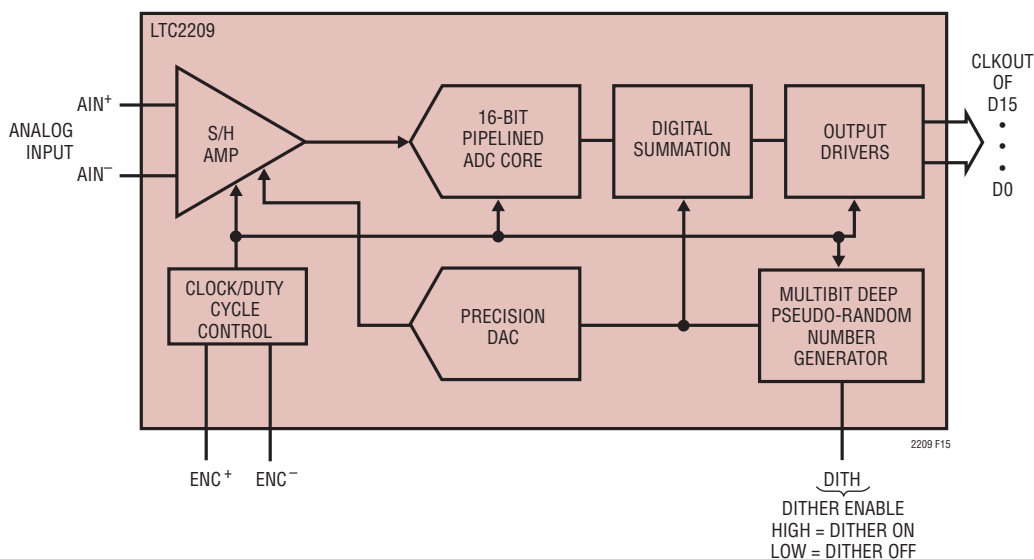 LTC2209
AIN+
ANALOG
INPUT
AIN−
S/H
AMP
16-BIT
PIPELINED
ADC CORE
DIGITAL
SUMMATION
OUTPUT
DRIVERS
CLKOUT
OF
D15
•
•
•
D0
CLOCK/DUTY
CYCLE
CONTROL
PRECISION
DAC
MULTIBIT DEEP
PSEUDO-RANDOM
NUMBER
GENERATOR
2209 F15
ENC+
ENC−
DITH
DITHER ENABLE
HIGH = DITHER ON
LOW = DITHER OFF